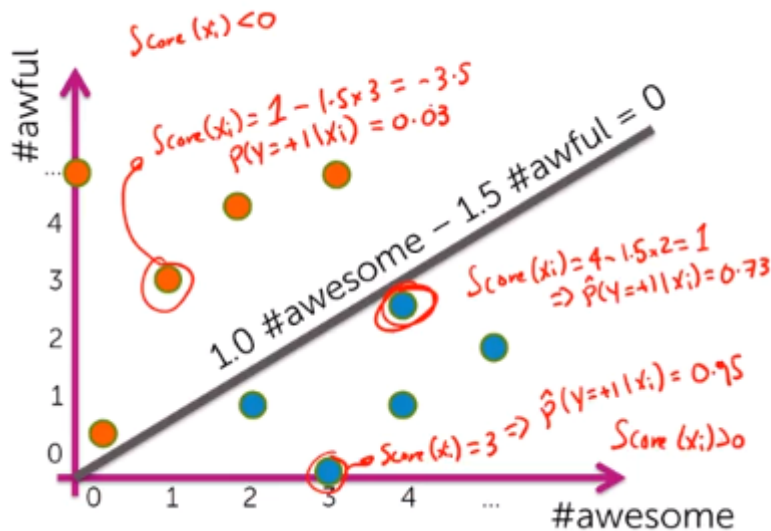 Score(xi) < 0
#awful
Score(xi) = 1 - 1.5 x 3 = -3.5
P(y=+1|xi) = 0.03
1.0 #awesome – 1.5 #awful = 0
...
4
3
2
1
0
Score(xi) = 4 - 1.5 x 2 = 1
=> P̂(y=+1|xi) = 0.73
Score(xi) = 3 => P̂(y=+1|xi) = 0.95
Score(xi) > 0
0 1 2 3 4 ...
#awesome